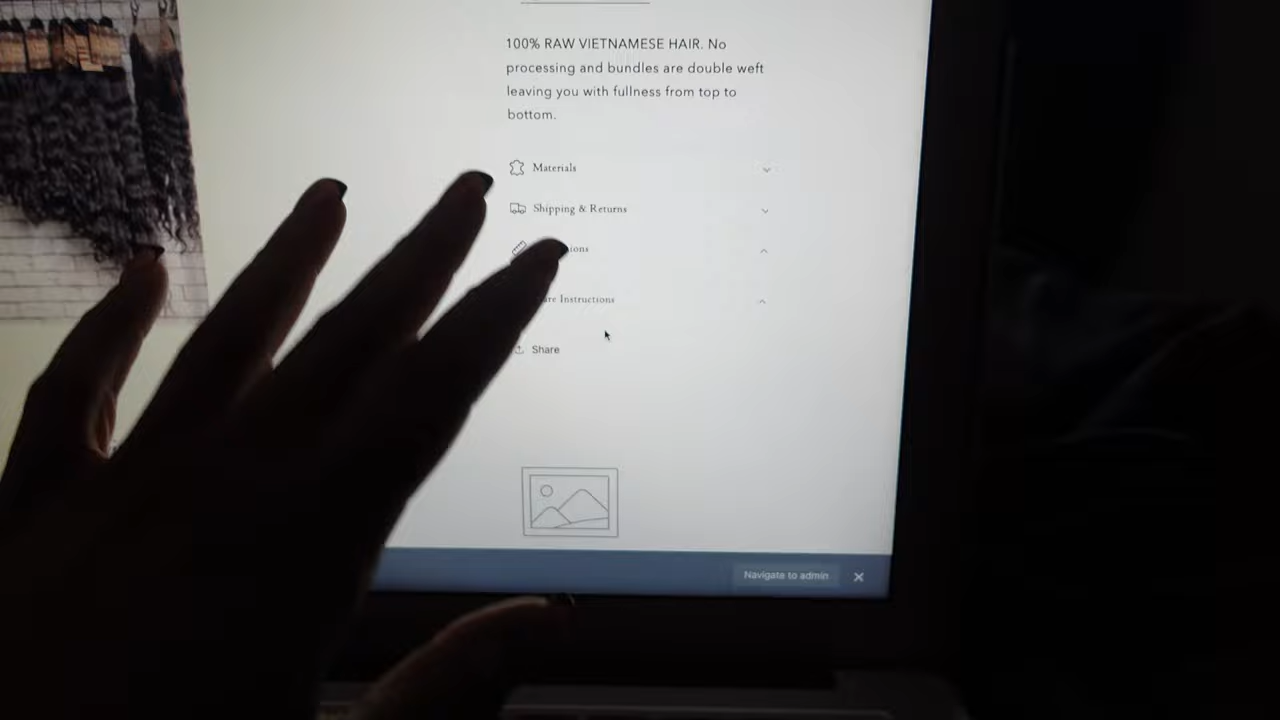 100% RAW VIETNAMESE HAIR. No
processing and bundles are double weft
leaving you with fullness from top to
bottom.
Materials
Shipping & Returns
Instructions
Share
Navigate to admin